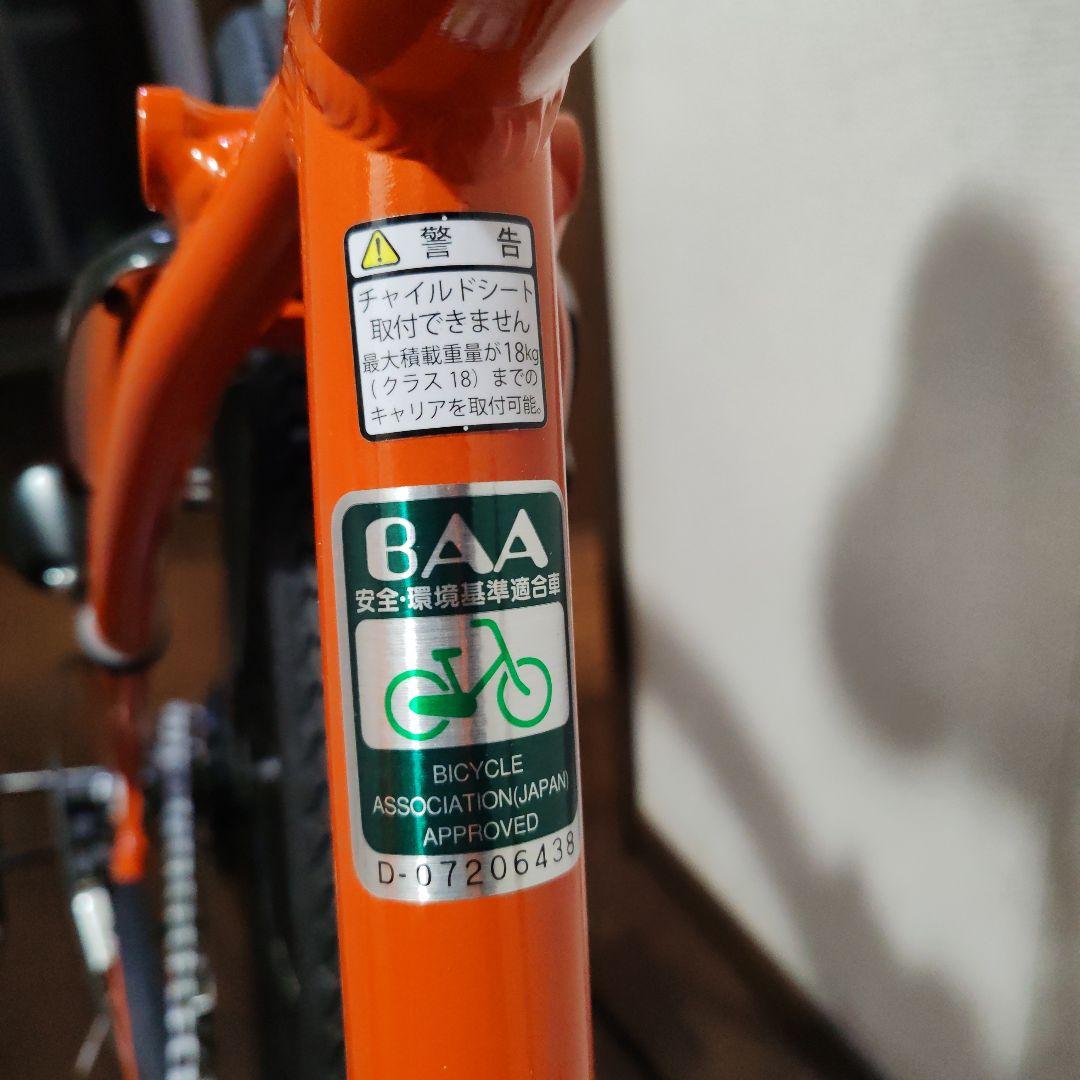 警告
チャイルドシート
取付できません
最大積載重量が18kg
(クラス18)までの
キャリアを取付可能。
BAA
安全・環境基準適合車
BICYCLE
ASSOCIATION(JAPAN)
APPROVED
D-07206438